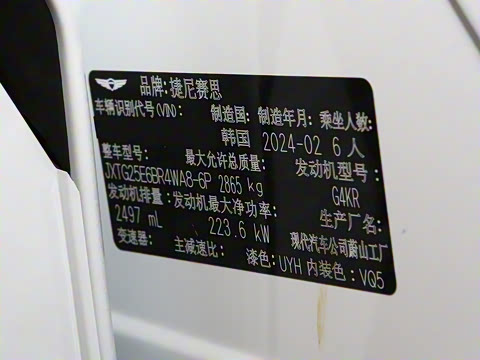 品牌:捷尼赛思
车辆识别代号(VIN): 制造国: 制造年月: 乘坐人数:
韩国 2024-02 6 人
整车型号: 最大允许总质量: 发动机型号:
JXTG25F6BR4WA8-6P 2865 kg G4KR
发动机排量: 发动机最大净功率: 生产厂名:
2497 mL 223.6 kW 现代汽车公司蔚山工厂
变速器: 主减速比: 漆色: UYH 内装色: VQ5